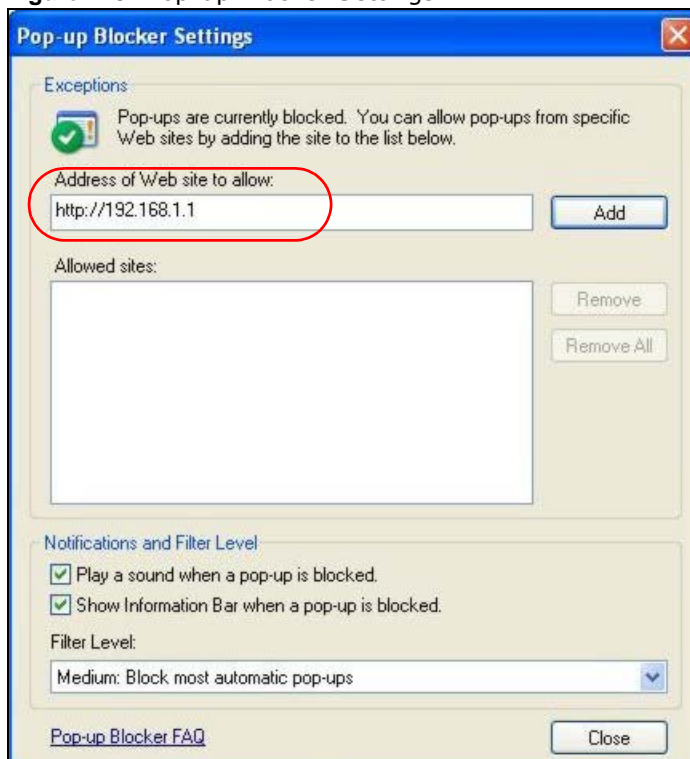 Pop-up Blocker Settings
Exceptions
Pop-ups are currently blocked. You can allow pop-ups from specific
Web sites by adding the site to the list below.
Address of Web site to allow:
http://192.168.1.1
Add
Allowed sites:
Remove
Remove All
Notifications and Filter Level
Play a sound when a pop-up is blocked.
Show Information Bar when a pop-up is blocked.
Filter Level:
Medium: Block most automatic pop-ups
Pop-up Blocker FAQ
Close